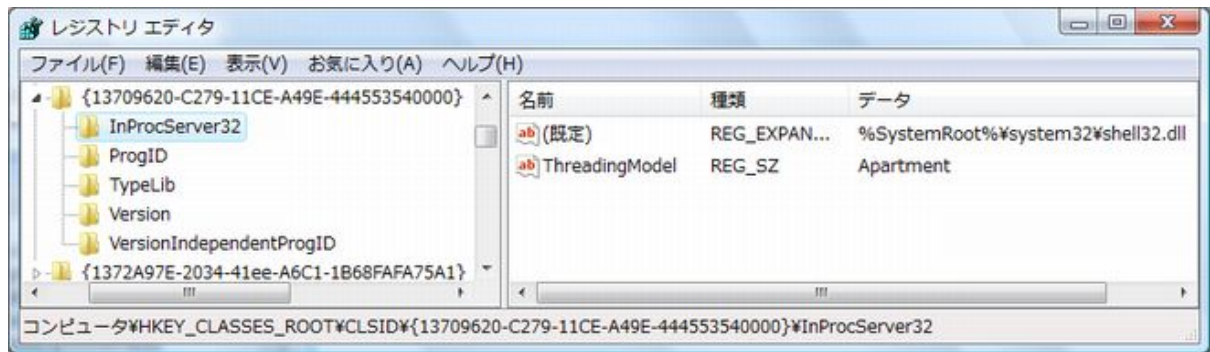 レジストリ エディタ
ファイル(F) 編集(E) 表示(V) お気に入り(A) ヘルプ(H)
{13709620-C279-11CE-A49E-444553540000}
InProcServer32
ProgID
TypeLib
Version
VersionIndependentProgID
{1372A97E-2034-41ee-A6C1-1B68FAFA75A1}
名前 種類 データ
(既定) REG_EXPAN... %SystemRoot%¥system32¥shell32.dll
ThreadingModel REG_SZ Apartment
コンピュータ¥HKEY_CLASSES_ROOT¥CLSID¥{13709620-C279-11CE-A49E-444553540000}¥InProcServer32